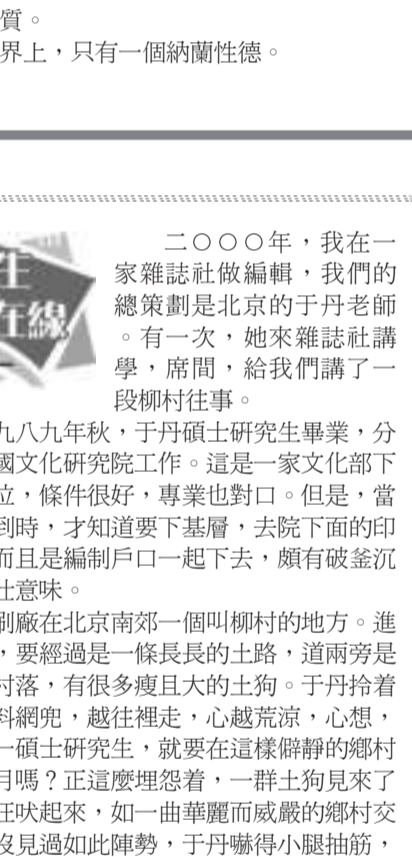 質。
界上，只有一個納蘭性德。
生
在線
二〇〇〇年，我在一
家雜誌社做編輯，我們的
總策劃是北京的于丹老師
。有一次，她來雜誌社講
學，席間，給我們講了一
段柳村往事。
九八九年秋，于丹碩士研究生畢業，分
國文化研究院工作。這是一家文化部下
位，條件很好，專業也對口。但是，當
到時，才知道要下基層，去院下面的印
而且是編制戶口一起下去，頗有破釜沉
意味。
刷廠在北京南郊一個叫柳村的地方。進
，要經過是一條長長的土路，道兩旁是
村落，有很多瘦且大的土狗。于丹拎着
料網兜，越往裡走，心越荒涼，心想，
一碩士研究生，就要在這樣僻靜的鄉村
月嗎？正這麼埋怨着，一群土狗見來了
狂吠起來，如一曲華麗而威嚴的鄉村交
沒見過如此陣勢，于丹嚇得小腿抽筋，